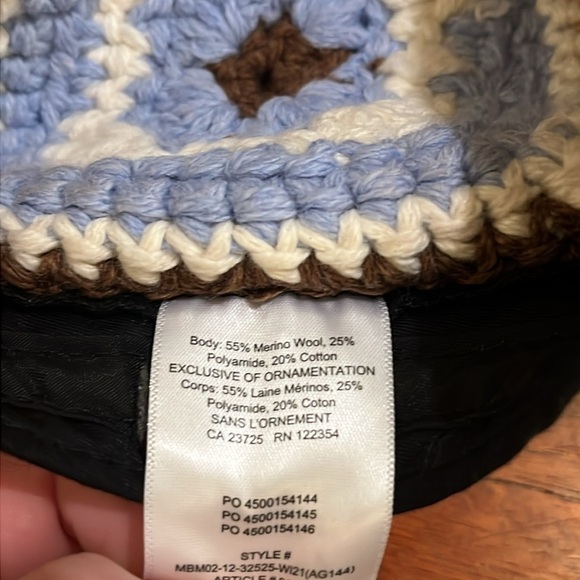 Body: 55% Merino Wool, 25%
Polyamide, 20% Cotton
EXCLUSIVE OF ORNAMENTATION
Corps: 55% Laine Mérinos, 25%
Polyamide, 20% Coton
SANS L'ORNEMENT
CA 23725 RN 122354
PO 4500154144
PO 4500154145
PO 4500154146
STYLE #
MBM02-12-32525-WI21(AG144)
ARTICLE #